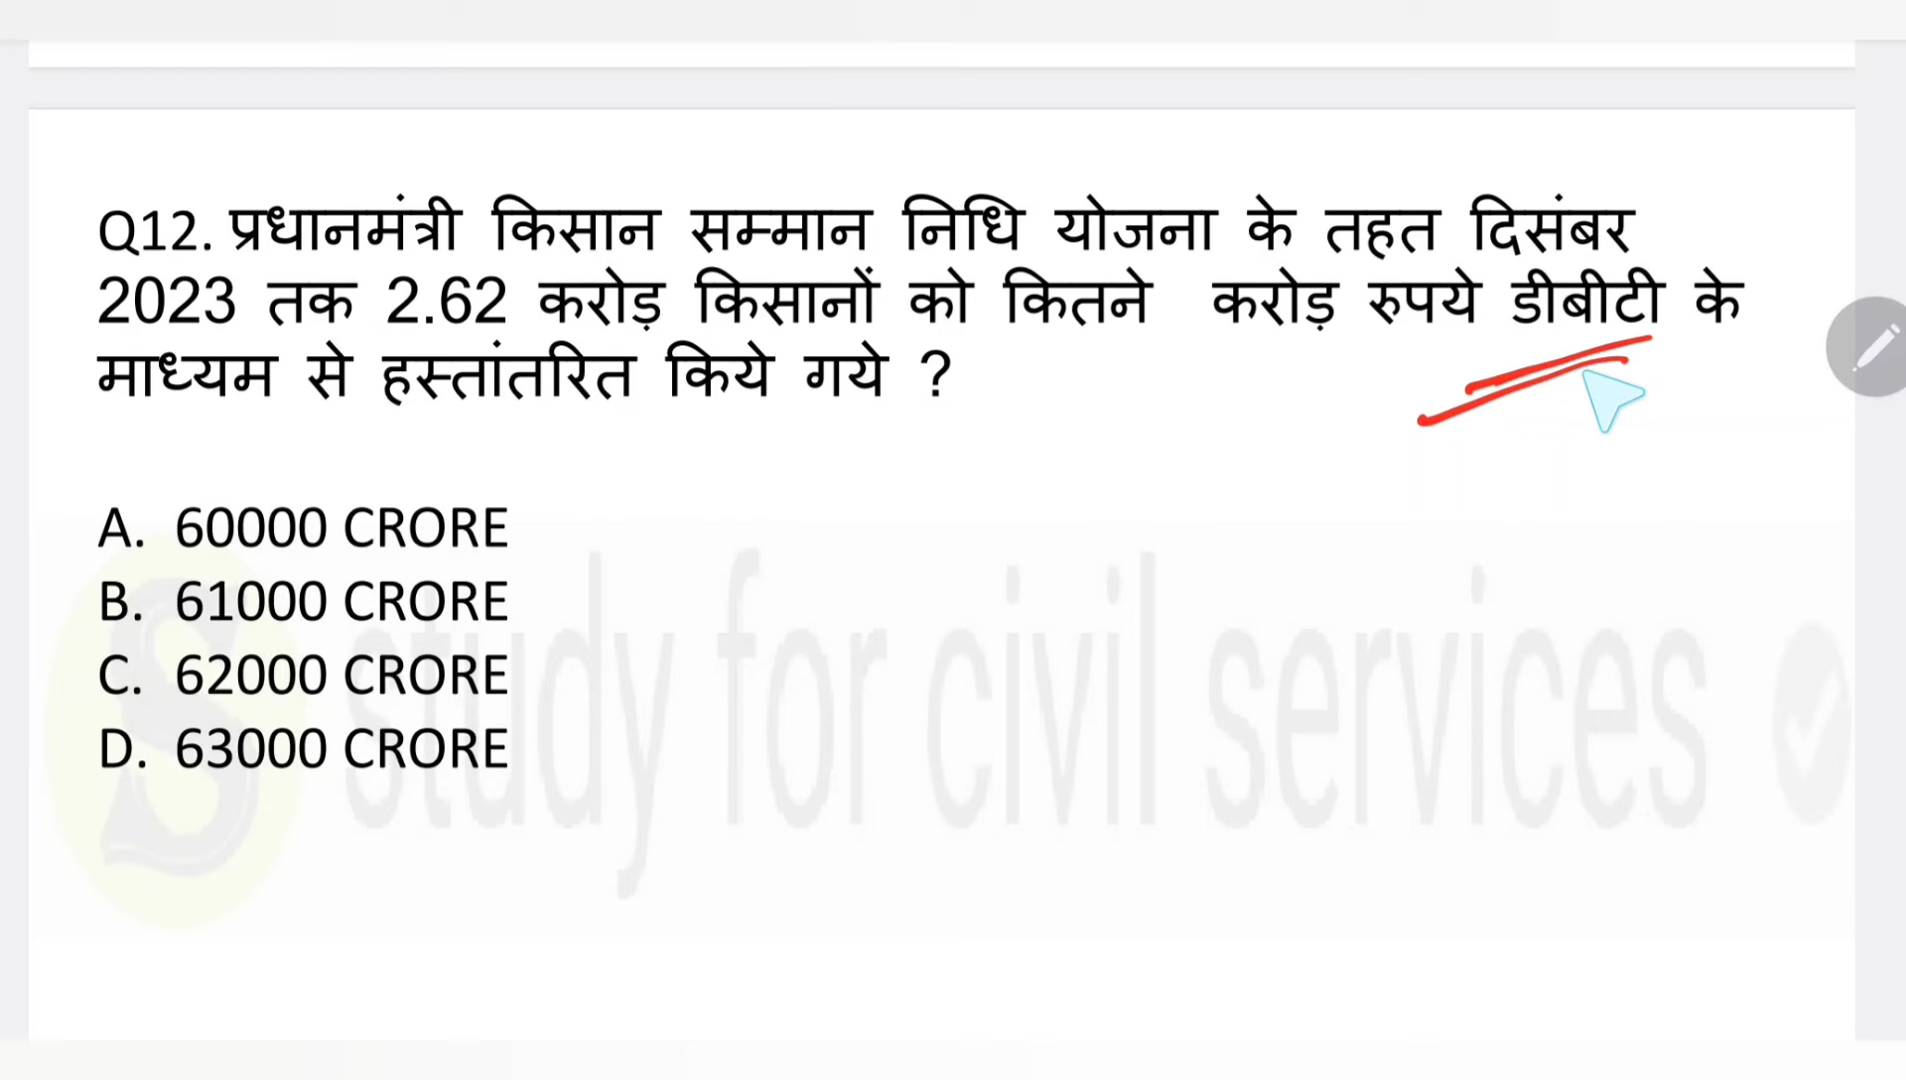 Q12. प्रधानमंत्री किसान सम्मान निधि योजना के तहत दिसंबर
2023 तक 2.62 करोड़ किसानों को कितने करोड़ रुपये डीबीटी के
माध्यम से हस्तांतरित किये गये ?
A. 60000 CRORE
B. 61000 CRORE
C. 62000 CRORE
D. 63000 CRORE
study for civil services